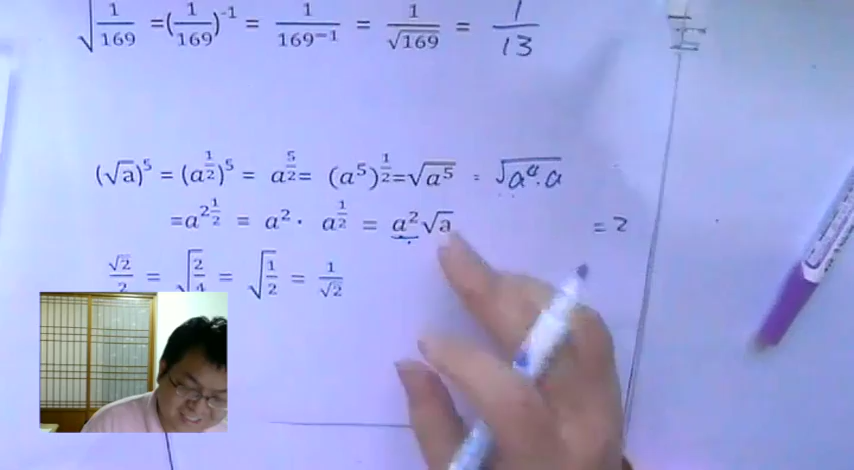 √(1/169) = (1/169)^-1 = 1/169^-1 = 1/√169 = 1/13
(√a)^5 = (a^(1/2))^5 = a^(5/2) = (a^5)^(1/2) = √(a^5) = √(a^4·a)
= a^(2 1/2) = a^2 · a^(1/2) = a^2 √a = 2
√2/2 = √(2/4) = √(1/2) = 1/√2